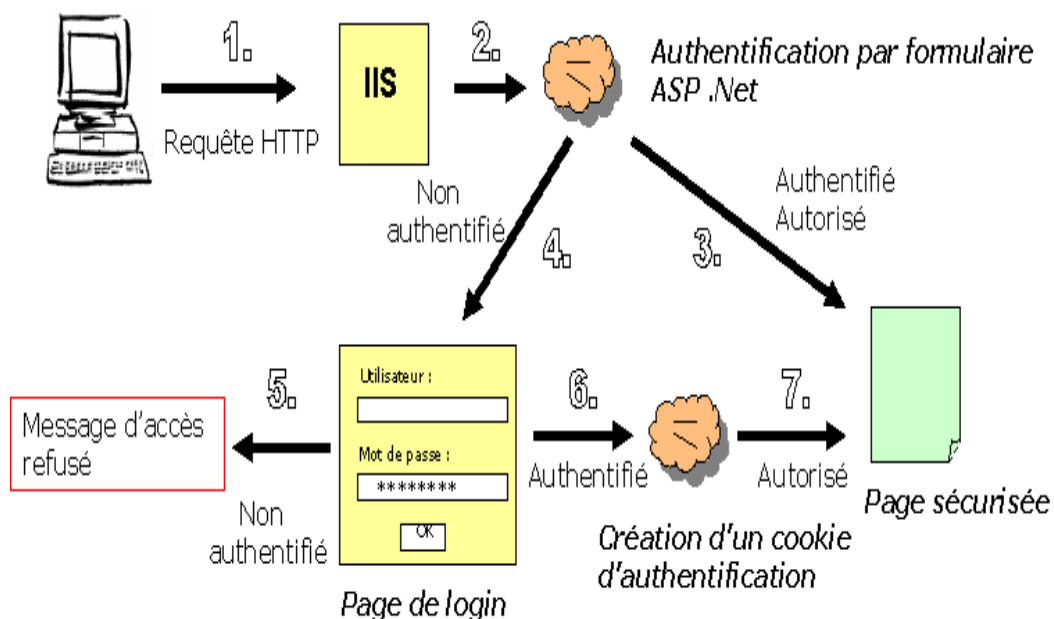 1.
2.
IIS
Authentification par formulaire
ASP .Net
Requête HTTP
Non
authentifié
4.
3.
Authentifié
Autorisé
5.
Message d'accès
refusé
Non
authentifié
Utilisateur :
Mot de passe :
********
OK
Page de login
6.
Authentifié
Création d'un cookie
d'authentification
7.
Autorisé
Page sécurisée